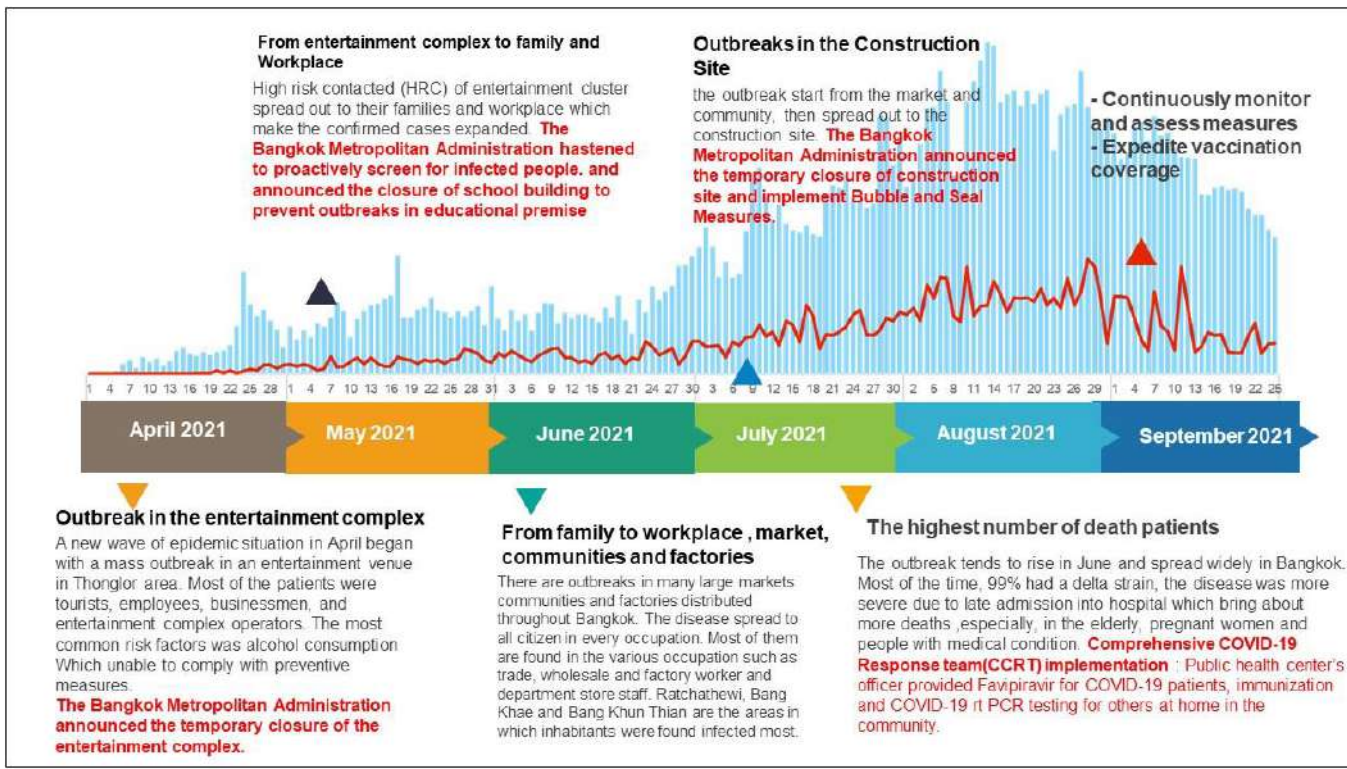 From entertainment complex to family and
Workplace
High risk contacted (HRC) of entertainment cluster
spread out to their families and workplace which
make the confirmed cases expanded. The
Bangkok Metropolitan Administration hastened
to proactively screen for infected people. and
announced the closure of school building to
prevent outbreaks in educational premise
Outbreaks in the Construction
Site
the outbreak start from the market and
community, then spread out to the
construction site. The Bangkok
Metropolitan Administration announced
the temporary closure of construction
site and implement Bubble and Seal
Measures.
- Continuously monitor
and assess measures
- Expedite vaccination
coverage
1 4 7 10 13 16 19 22 25 28 1 4 7 10 13 16 19 22 25 28 31 3 6 9 12 15 18 21 24 27 30 3 6 9 12 15 18 21 24 27 30 2 5 8 11 14 17 20 23 26 29 1 4 7 10 13 16 19 22 25
April 2021 May 2021 June 2021 July 2021 August 2021 September 2021
Outbreak in the entertainment complex
A new wave of epidemic situation in April began
with a mass outbreak in an entertainment venue
in Thonglor area. Most of the patients were
tourists, employees, businessmen, and
entertainment complex operators. The most
common risk factors was alcohol consumption
Which unable to comply with preventive
measures.
The Bangkok Metropolitan Administration
announced the temporary closure of the
entertainment complex.
From family to workplace , market,
communities and factories
There are outbreaks in many large markets
communities and factories distributed
throughout Bangkok. The disease spread to
all citizen in every occupation. Most of them
are found in the various occupation such as
trade, wholesale and factory worker and
department store staff. Ratchathewi, Bang
Khae and Bang Khun Thian are the areas in
which inhabitants were found infected most.
The highest number of death patients
The outbreak tends to rise in June and spread widely in Bangkok.
Most of the time, 99% had a delta strain, the disease was more
severe due to late admission into hospital which bring about
more deaths ,especially, in the elderly, pregnant women and
people with medical condition. Comprehensive COVID-19
Response team(CCRT) implementation : Public health center's
officer provided Favipiravir for COVID-19 patients, immunization
and COVID-19 rt PCR testing for others at home in the
community.